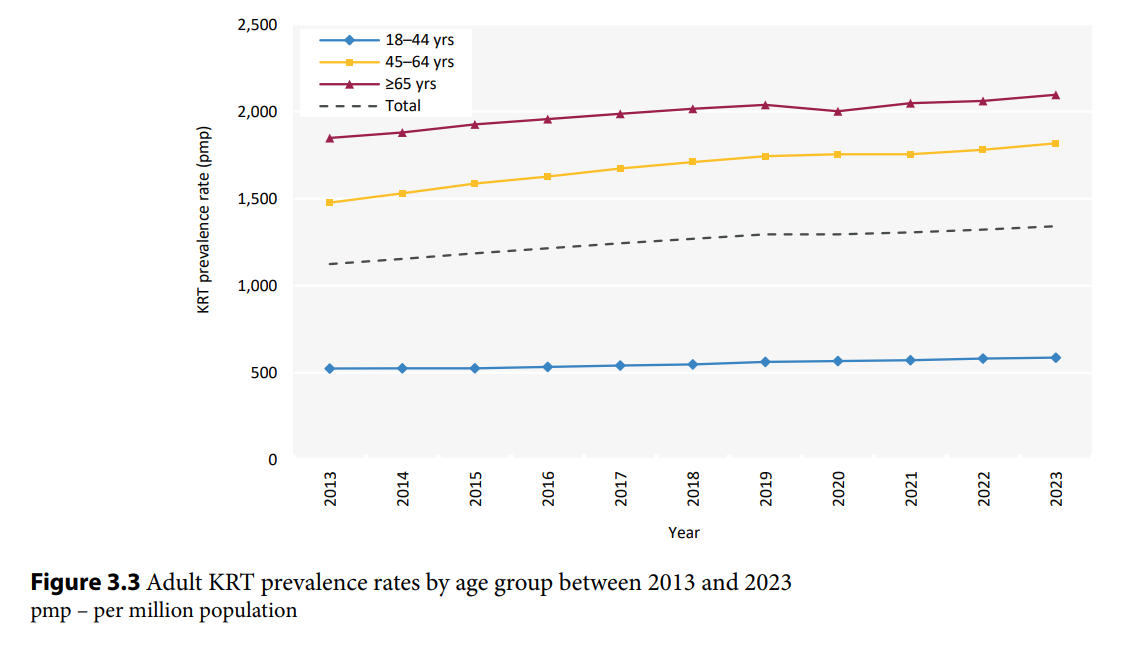 2,500
2,000
1,500
1,000
500
0
KRT prevalence rate (pmp)
18–44 yrs
45–64 yrs
≥65 yrs
Total
2013
2014
2015
2016
2017
2018
2019
2020
2021
2022
2023
Year
Figure 3.3 Adult KRT prevalence rates by age group between 2013 and 2023
pmp – per million population